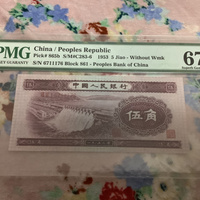 PMG
China / Peoples Republic
Pick# 865b S/M#C283-6 1953 5 Jiao - Without Wmk
S/N 6711176 Block 861 - Peoples Bank of China
67
中國人民銀行
伍角